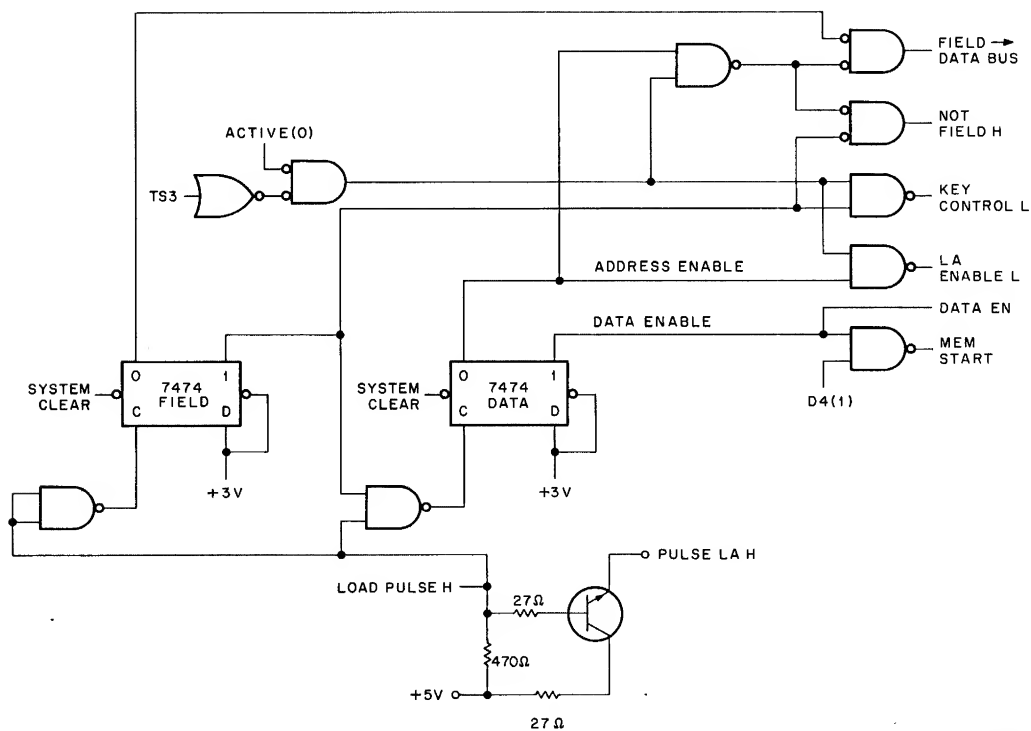 FIELD →
DATA BUS
NOT
FIELD H
ACTIVE(0)
TS3
KEY
CONTROL L
ADDRESS ENABLE
LA
ENABLE L
DATA EN
DATA ENABLE
MEM
START
SYSTEM
CLEAR
0 1
7474
FIELD
C D
SYSTEM
CLEAR
0 1
7474
DATA
C D
D4(1)
+3V
+3V
PULSE LA H
LOAD PULSE H
27Ω
470Ω
+5V
27Ω